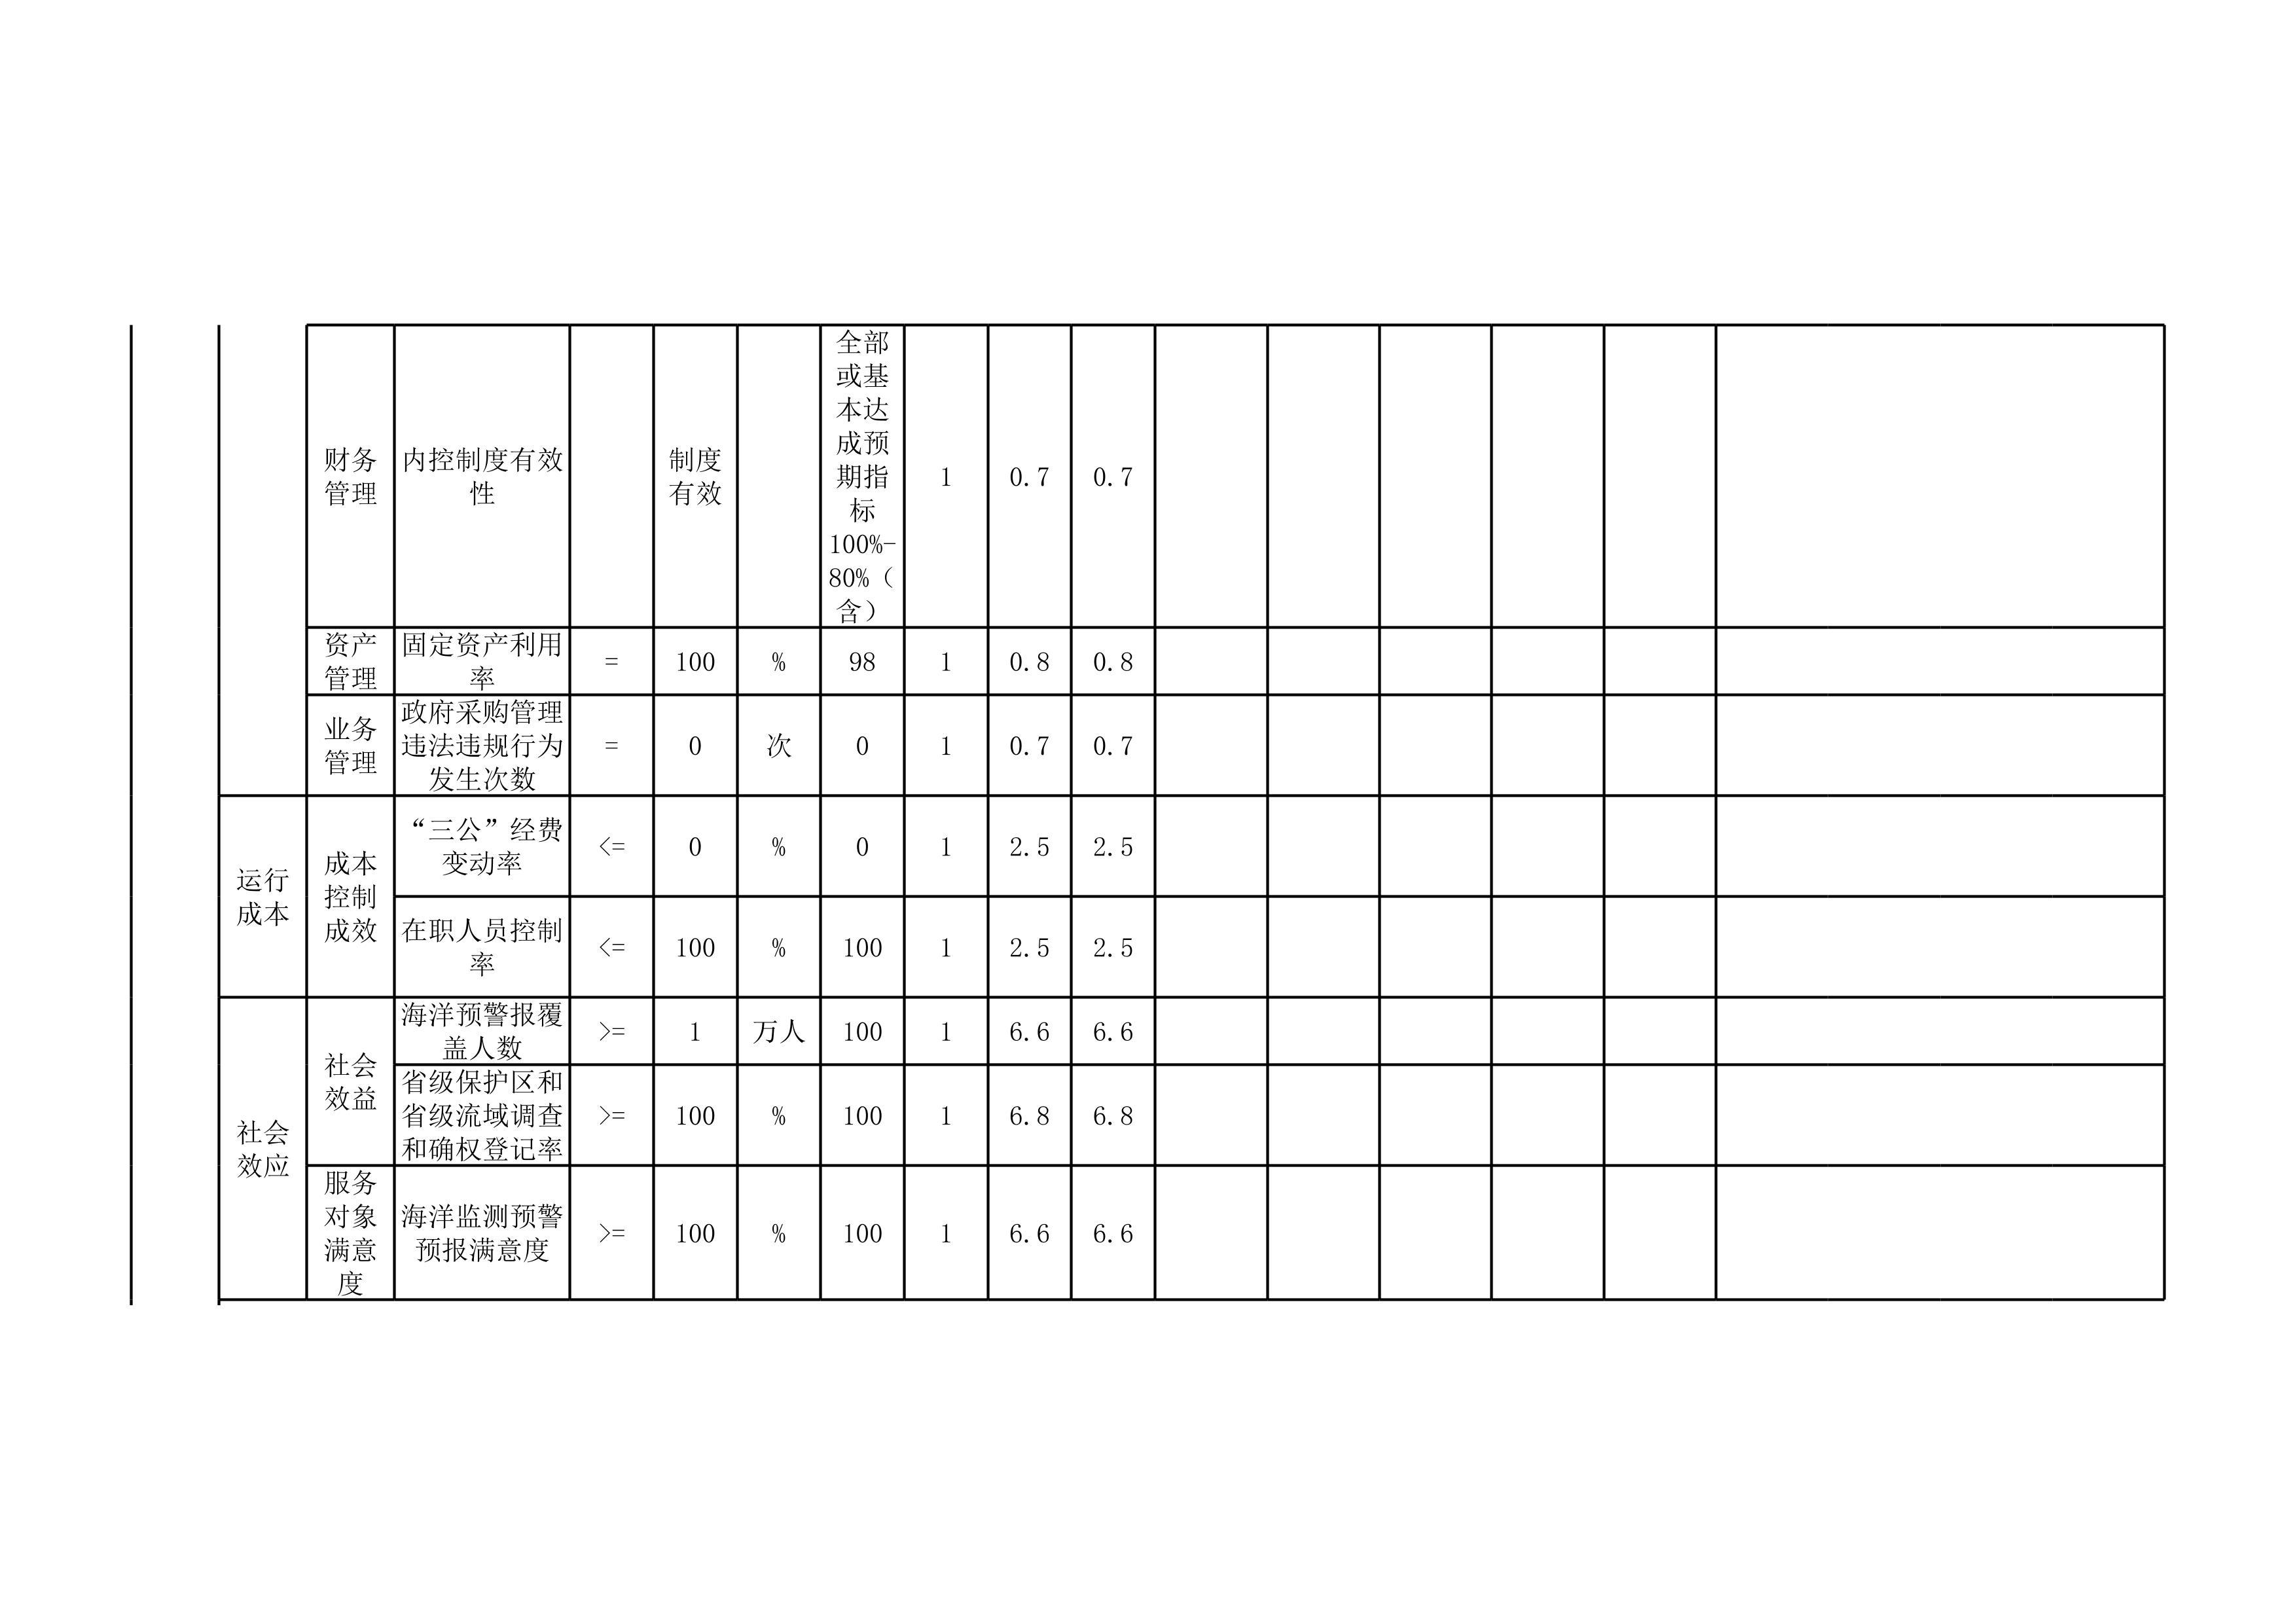 财务
管理
内控制度有效
性
制度
有效
全部
或基
本达
成预
期指
标
100%-
80%（
含）
1
0.7
0.7
资产
管理
固定资产利用
率
=
100
%
98
1
0.8
0.8
业务
管理
政府采购管理
违法违规行为
发生次数
=
0
次
0
1
0.7
0.7
运行
成本
成本
控制
成效
“三公”经费
变动率
<=
0
%
0
1
2.5
2.5
在职人员控制
率
<=
100
%
100
1
2.5
2.5
社会
效应
社会
效益
海洋预警报覆
盖人数
>=
1
万人
100
1
6.6
6.6
省级保护区和
省级流域调查
和确权登记率
>=
100
%
100
1
6.8
6.8
服务
对象
满意
度
海洋监测预警
预报满意度
>=
100
%
100
1
6.6
6.6